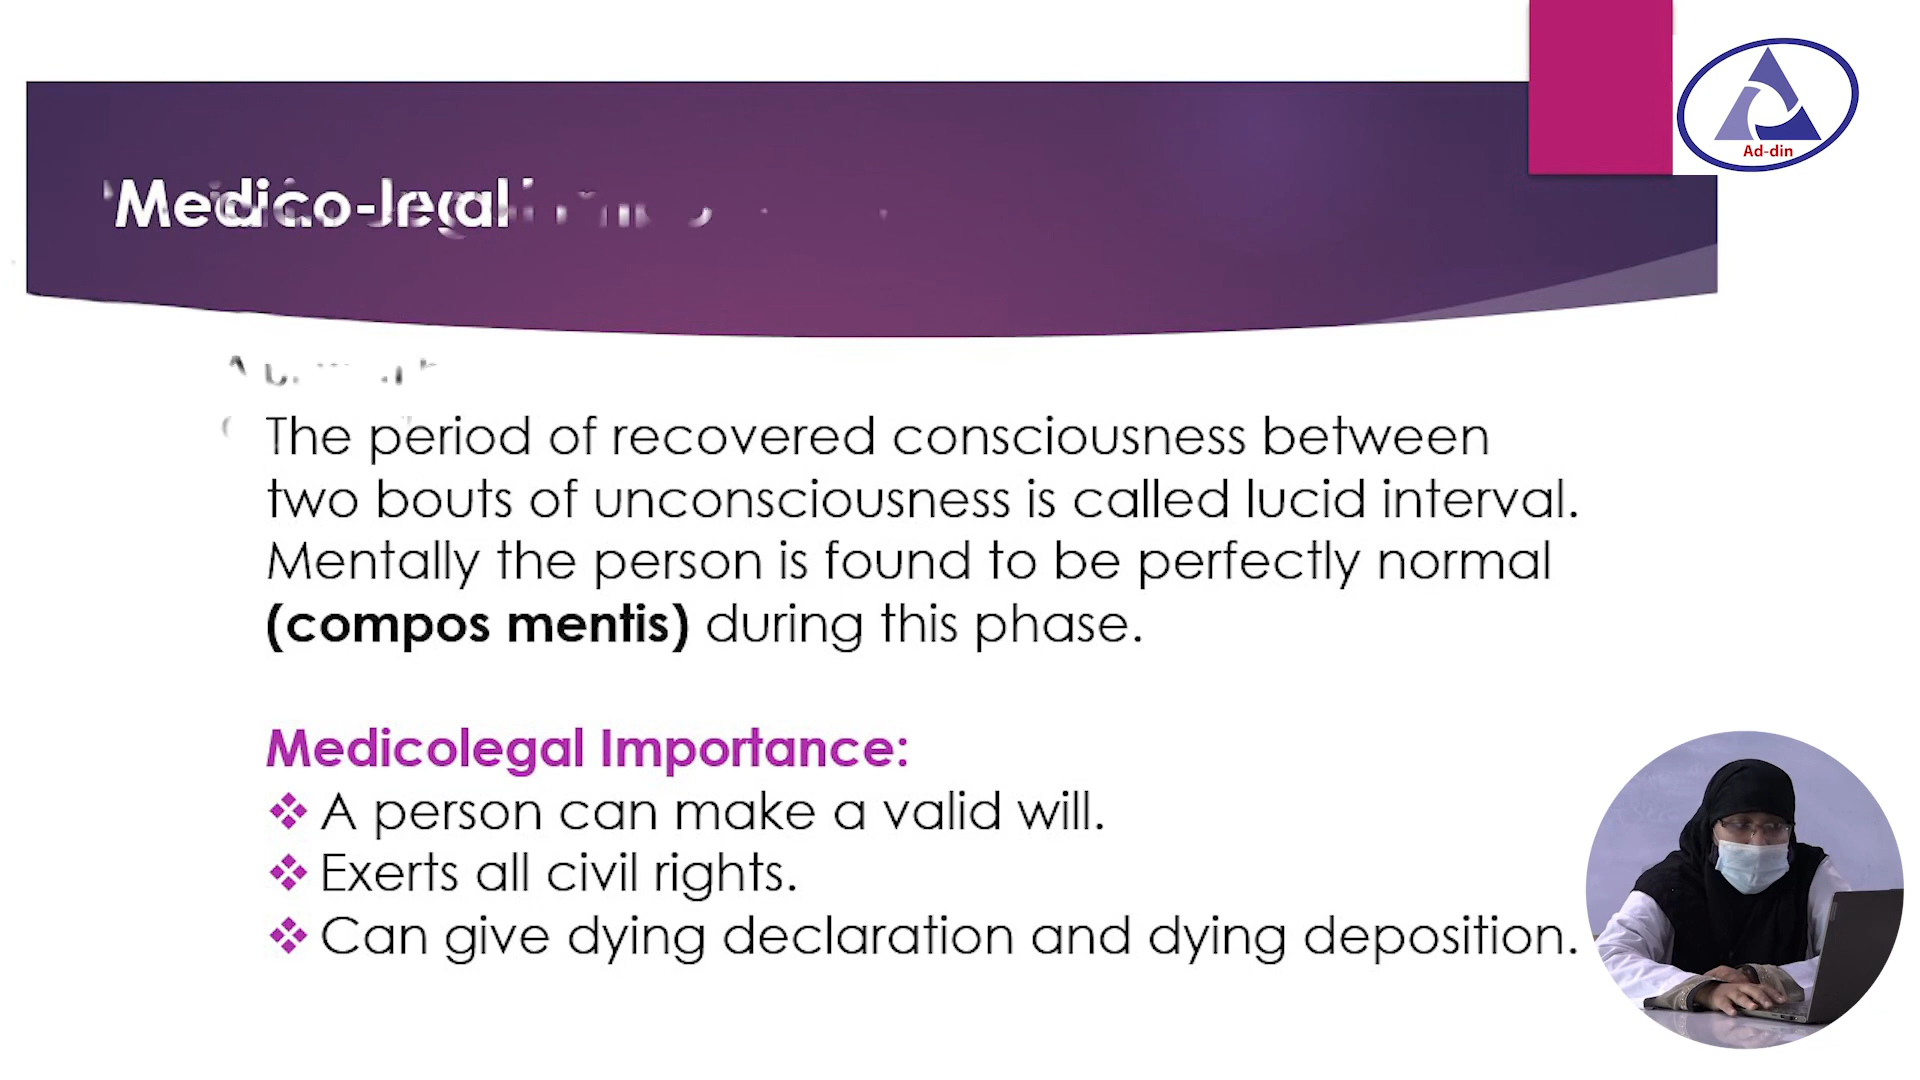 Ad-din
Medico-legal
The period of recovered consciousness between
two bouts of unconsciousness is called lucid interval.
Mentally the person is found to be perfectly normal
(compos mentis) during this phase.
Medicolegal Importance:
❖ A person can make a valid will.
❖ Exerts all civil rights.
❖ Can give dying declaration and dying deposition.